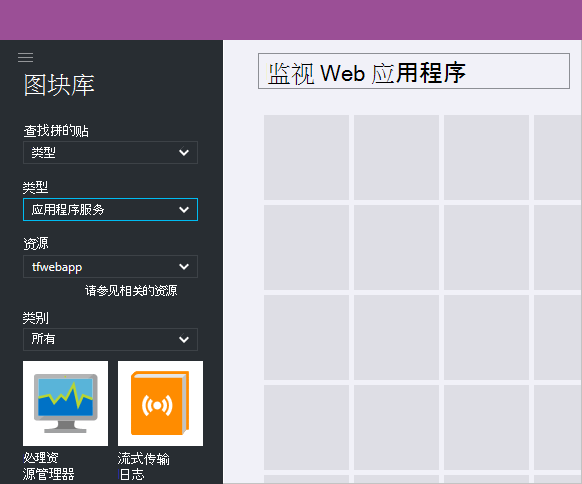 图块库
查找拼的贴
类型
类型
应用程序服务
资源
tfwebapp
请参见相关的资源
类别
所有
必理资
源管理器
流式传输
日志
监视 Web 应用程序